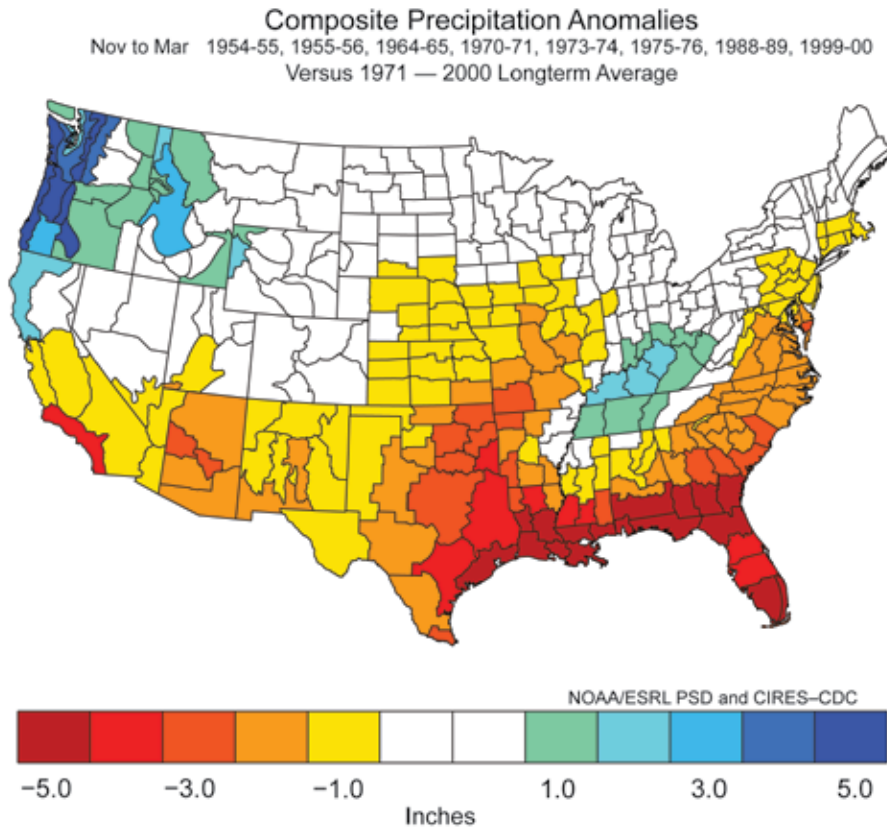 Composite Precipitation Anomalies
Nov to Mar 1954-55, 1955-56, 1964-65, 1970-71, 1973-74, 1975-76, 1988-89, 1999-00
Versus 1971 — 2000 Longterm Average
NOAA/ESRL PSD and CIRES–CDC
−5.0 −3.0 −1.0 1.0 3.0 5.0
Inches